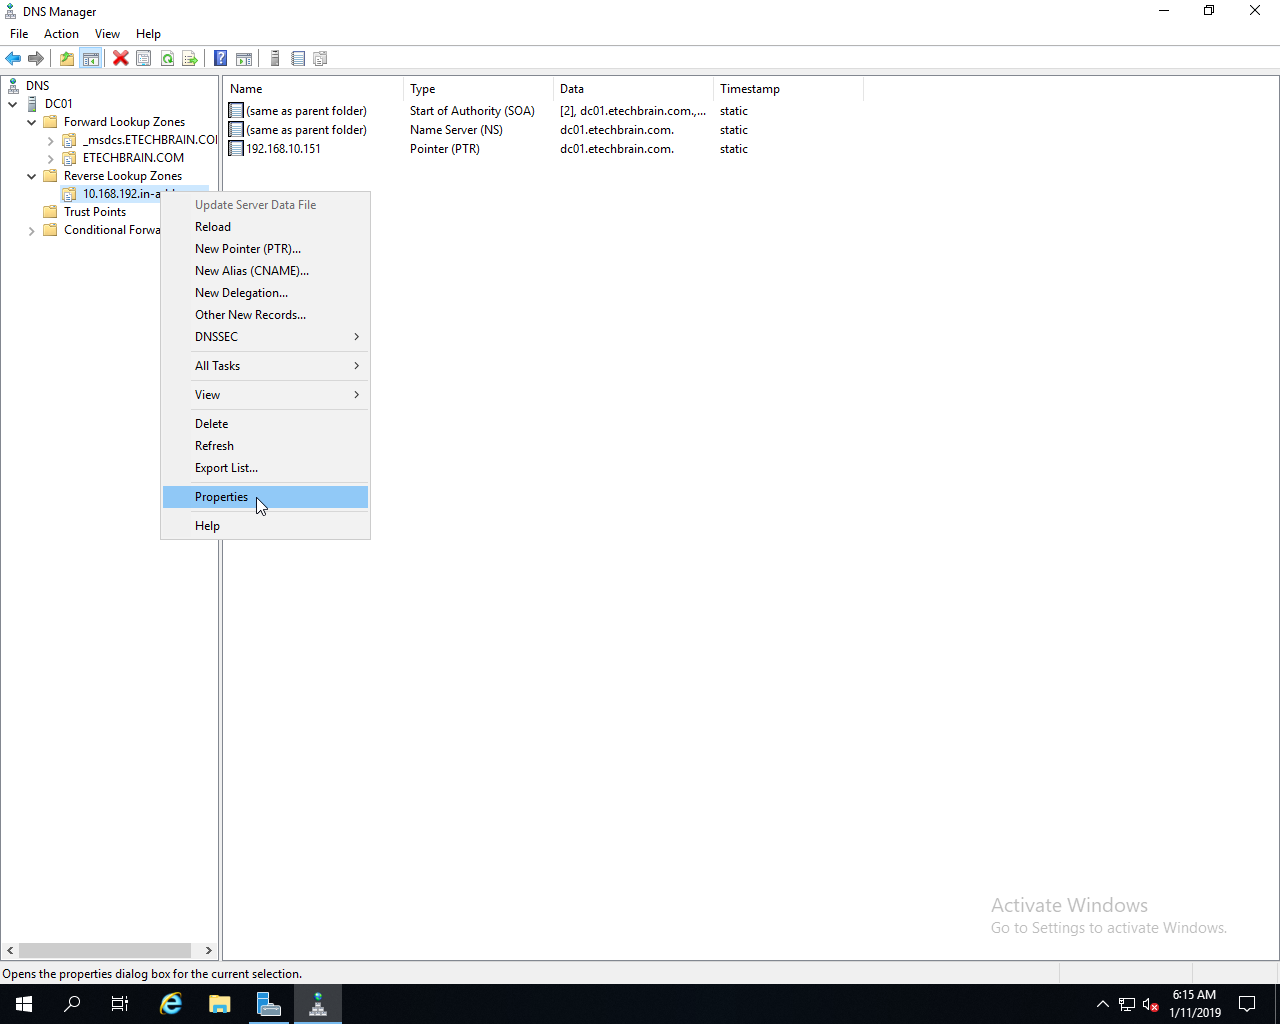 DNS Manager
File Action View Help
DNS
DC01
Forward Lookup Zones
_msdcs.ETECHBRAIN.COI
ETECHBRAIN.COM
Reverse Lookup Zones
10.168.192.in-a
Trust Points
Conditional Forwa
Name Type Data Timestamp
(same as parent folder) Start of Authority (SOA) [2], dc01.etechbrain.com.,... static
(same as parent folder) Name Server (NS) dc01.etechbrain.com. static
192.168.10.151 Pointer (PTR) dc01.etechbrain.com. static
Update Server Data File
Reload
New Pointer (PTR)...
New Alias (CNAME)...
New Delegation...
Other New Records...
DNSSEC
All Tasks
View
Delete
Refresh
Export List...
Properties
Help
Activate Windows
Go to Settings to activate Windows.
Opens the properties dialog box for the current selection.
6:15 AM
1/11/2019